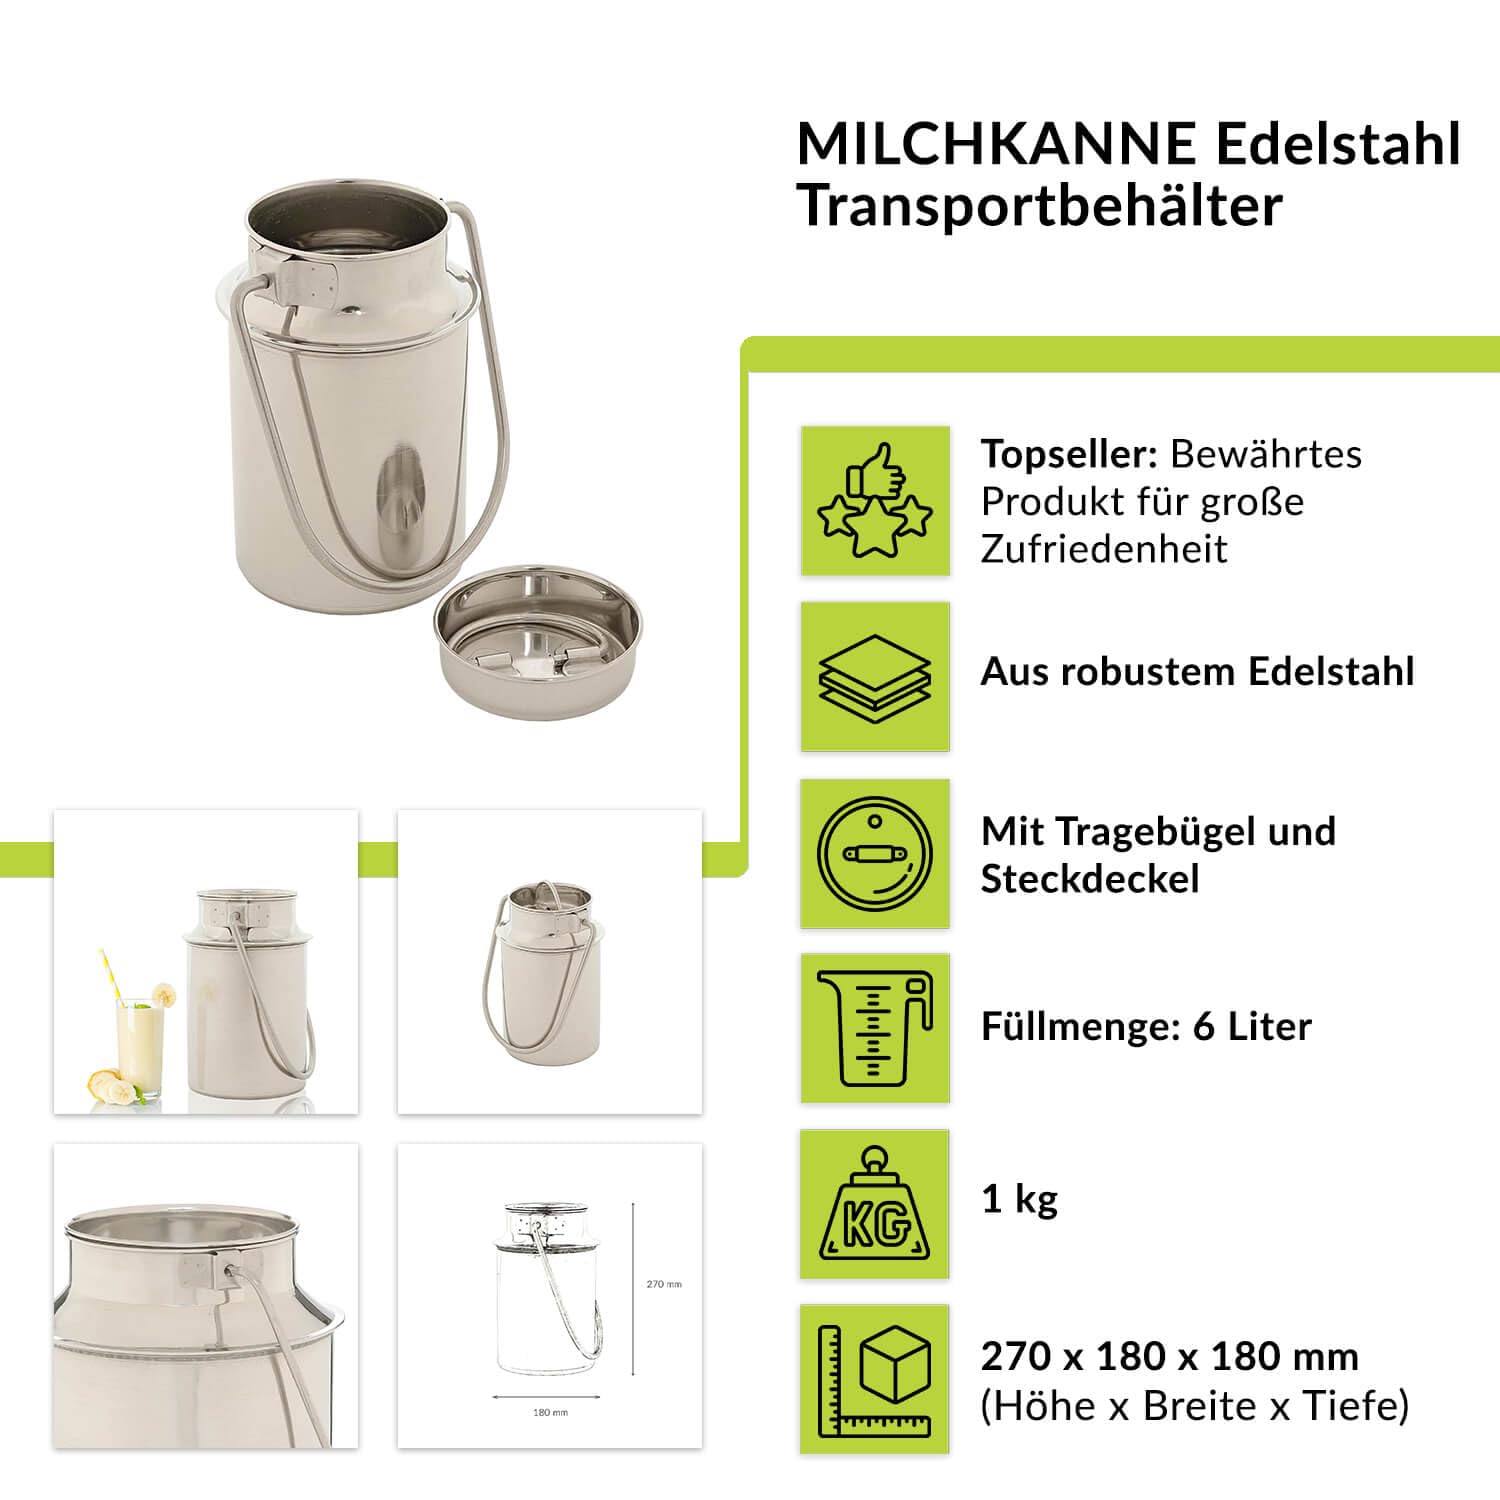 MILCHKANNE Edelstahl
Transportbehälter
Topseller: Bewährtes
Produkt für große
Zufriedenheit
Aus robustem Edelstahl
Mit Tragebügel und
Steckdeckel
Füllmenge: 6 Liter
KG
1 kg
270 x 180 x 180 mm
(Höhe x Breite x Tiefe)
270 mm
180 mm